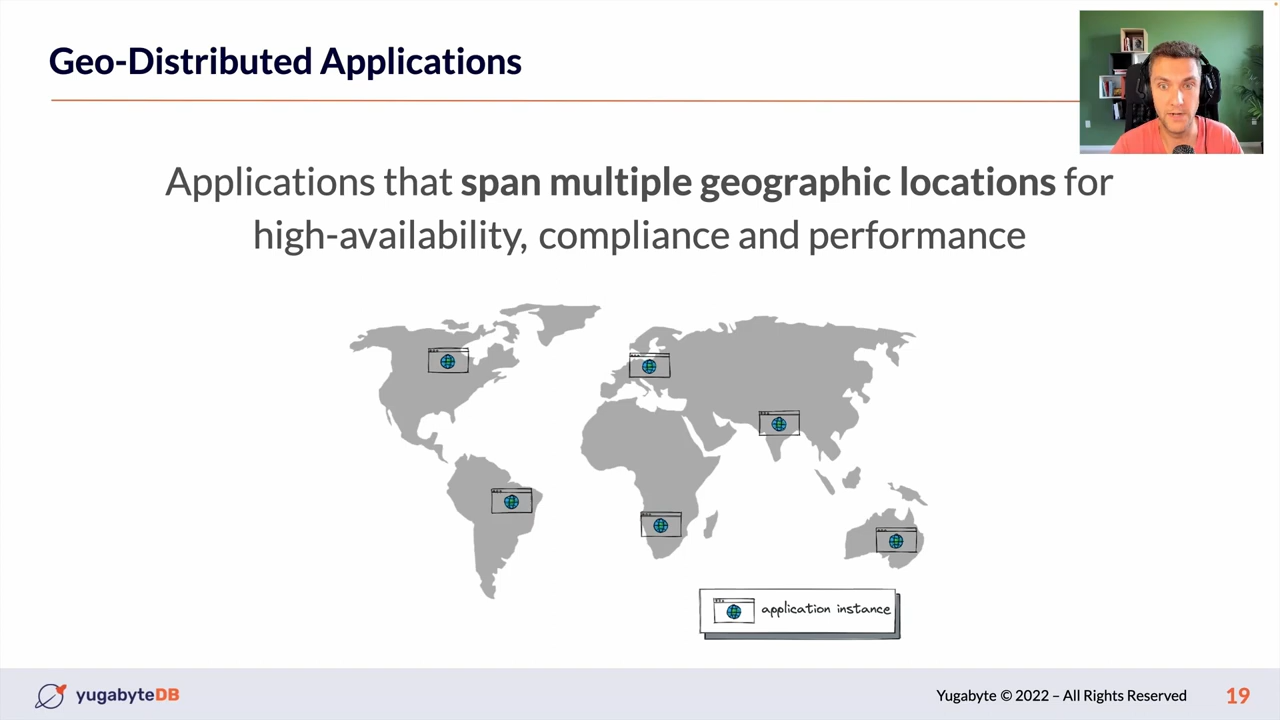 Geo-Distributed Applications
Applications that span multiple geographic locations for
high-availability, compliance and performance
application instance
yugabyteDB
Yugabyte © 2022 – All Rights Reserved
19